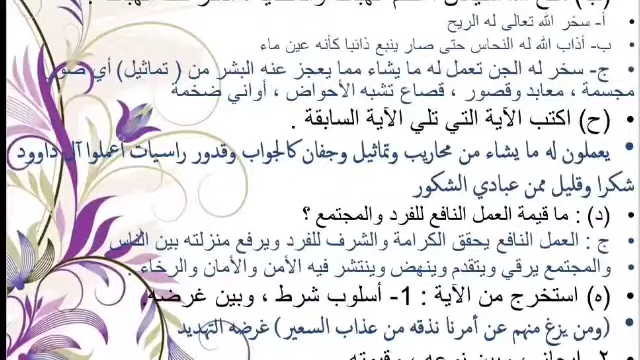 أ- سخر الله تعالى له الريح
ب- أذاب الله له النحاس حتى صار ينبع ذائبا كأنه عين ماء
ج- سخر له الجن تعمل له ما يشاء مما يعجز عنه البشر من ( تماثيل) أي صور
مجسمة ، معابد وقصور ، قصاع تشبه الأحواض ، أواني ضخمة
(ح) اكتب الآية التي تلي الآية السابقة .
يعملون له ما يشاء من محاريب وتماثيل وجفان كالجواب وقدور راسيات أعملوا آل داوود
شكرا وقليل ممن عبادي الشكور
(د) : ما قيمة العمل النافع للفرد والمجتمع ؟
ج : العمل النافع يحقق الكرامة والشرف للفرد ويرفع منزلته بين الناس
والمجتمع يرقي ويتقدم وينهض وينتشر فيه الأمن والأمان والرخاء .
(ه) استخرج من الآية : 1- أسلوب شرط ، وبين غرضه
(ومن يزغ منهم عن أمرنا نذقه من عذاب السعير) غرضه التهديد